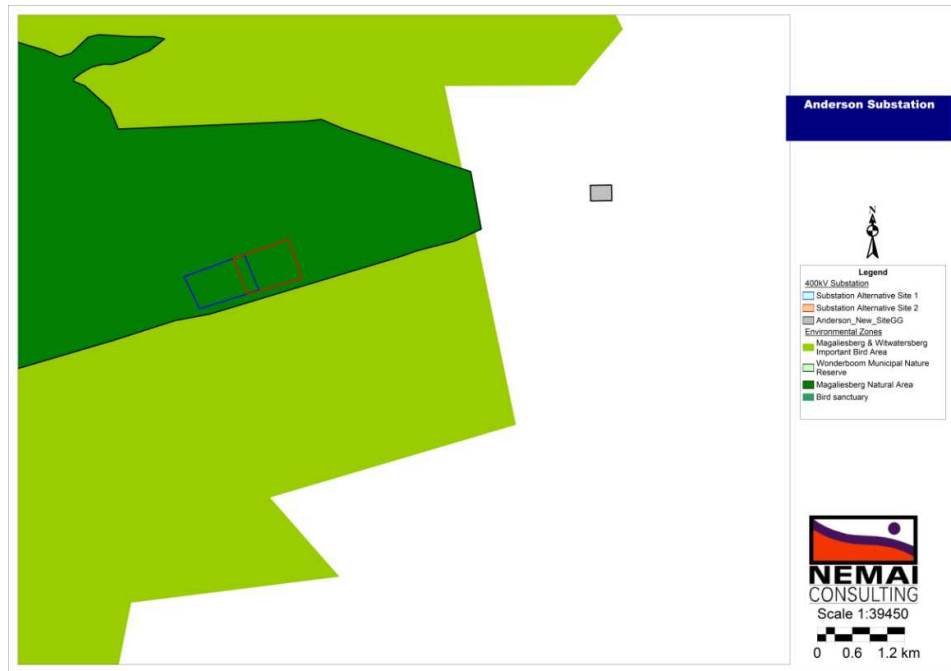 Anderson Substation
N
Legend
400kV Substation
Substation Alternative Site 1
Substation Alternative Site 2
Anderson_New_SiteGG
Environmental Zones
Magaliesberg & Witwatersberg
Important Bird Area
Wonderboom Municipal Nature
Reserve
Magaliesberg Natural Area
Bird sanctuary
NEMAI
CONSULTING
Scale 1:39450
0 0.6 1.2 km